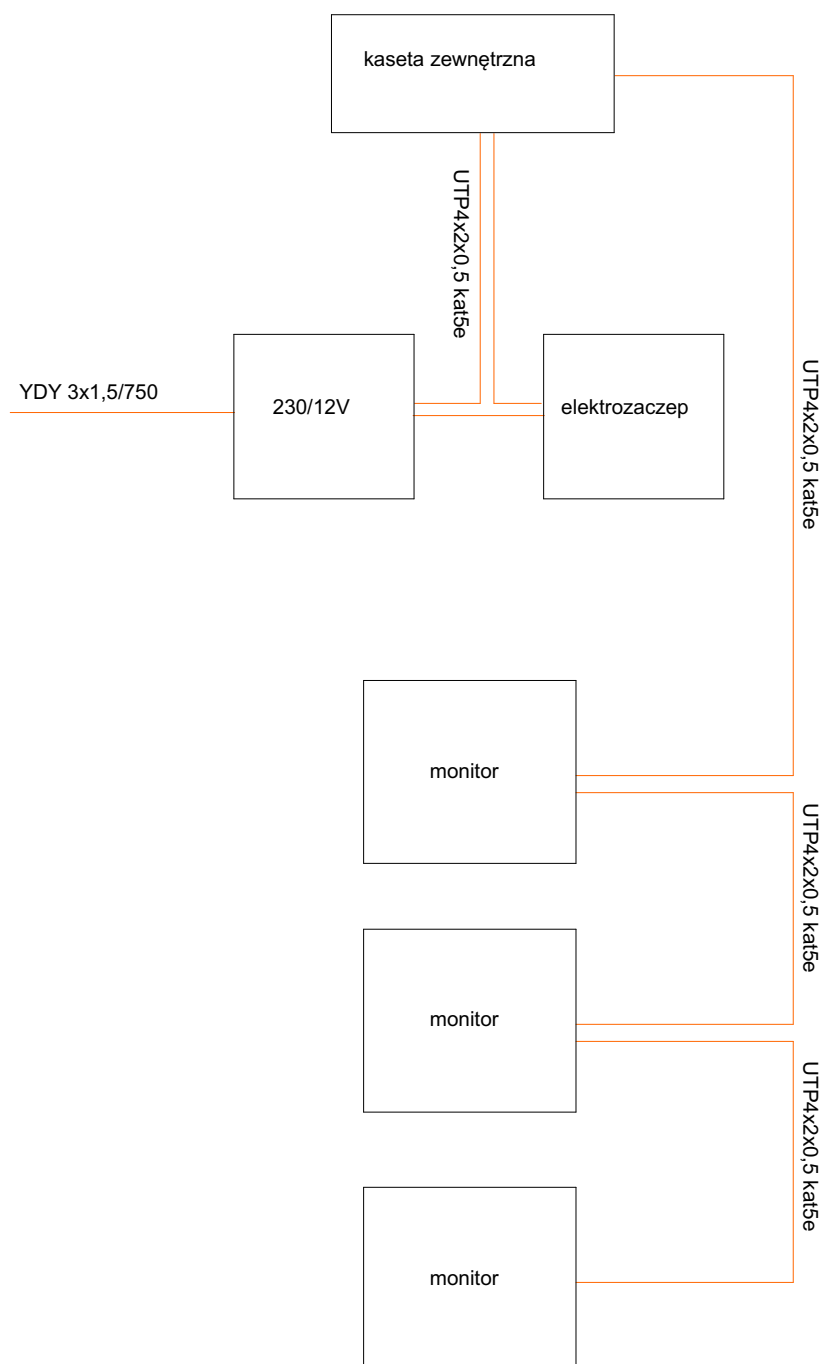 kaseta zewnętrzna
UTP4x2x0,5 kat5e
YDY 3x1,5/750
230/12V
elektrozaczep
UTP4x2x0,5 kat5e
monitor
UTP4x2x0,5 kat5e
monitor
UTP4x2x0,5 kat5e
monitor